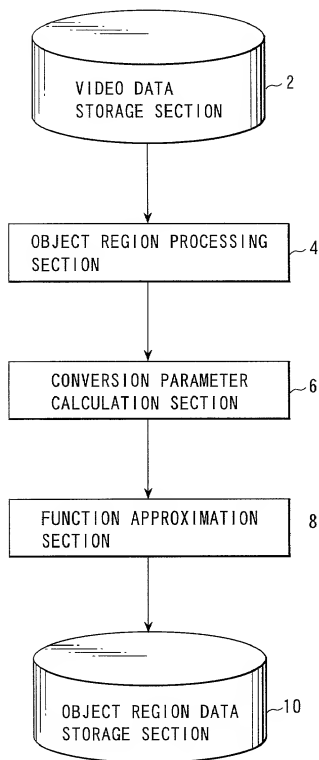 VIDEO DATA
STORAGE SECTION
2
OBJECT REGION PROCESSING
SECTION
4
CONVERSION PARAMETER
CALCULATION SECTION
6
FUNCTION APPROXIMATION
SECTION
8
OBJECT REGION DATA
STORAGE SECTION
10